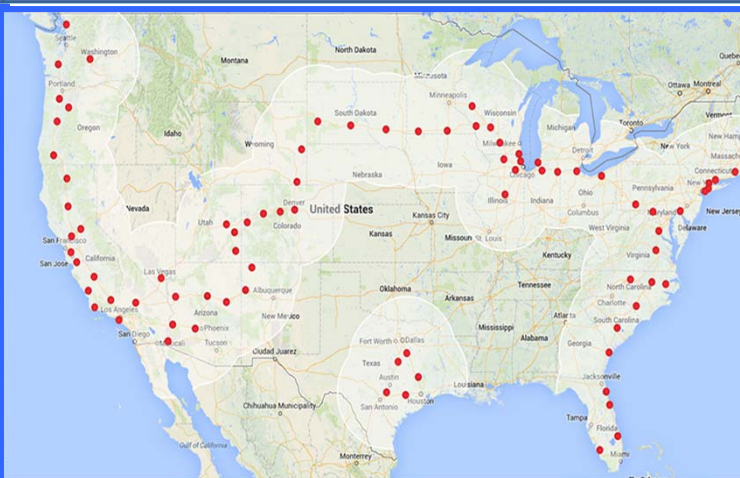 Seattle
Washington
Montana
North Dakota
Quebe
Ottawa
Montreal
Portland
Minneapolis
Vermont
Oregon
South Dakota
Wisconsin
Michigan
Toronto
New Ham
Idaho
Wyoming
Milwaukee
Detroit
New York
Massach
Iowa
Chicago
Connecticut
Nebraska
Pennsylvania
New Y
Nevada
Utah
Denver
United States
Illinois
Indiana
Ohio
Columbus
Maryland
New Jersey
Colorado
Kansas City
West Virginia
Delaware
San Francisco
Kansas
Missouri
St. Louis
San Jose
California
Las Vegas
Kentucky
Virginia
Albuquerque
Oklahoma
Tennessee
North Carolina
Los Angeles
Arizona
New Mexico
Arkansas
Charlotte
San Diego
Phoenix
Mississippi
Atlanta
South Carolina
Mexicali
Tucson
Fort Worth
Dallas
Alabama
Georgia
Ciudad Juarez
Texas
Austin
Louisiana
Jacksonville
Chihuahua Municipality
San Antonio
Houston
Tampa
Florida
Gulf of California
Monterrey
Miami